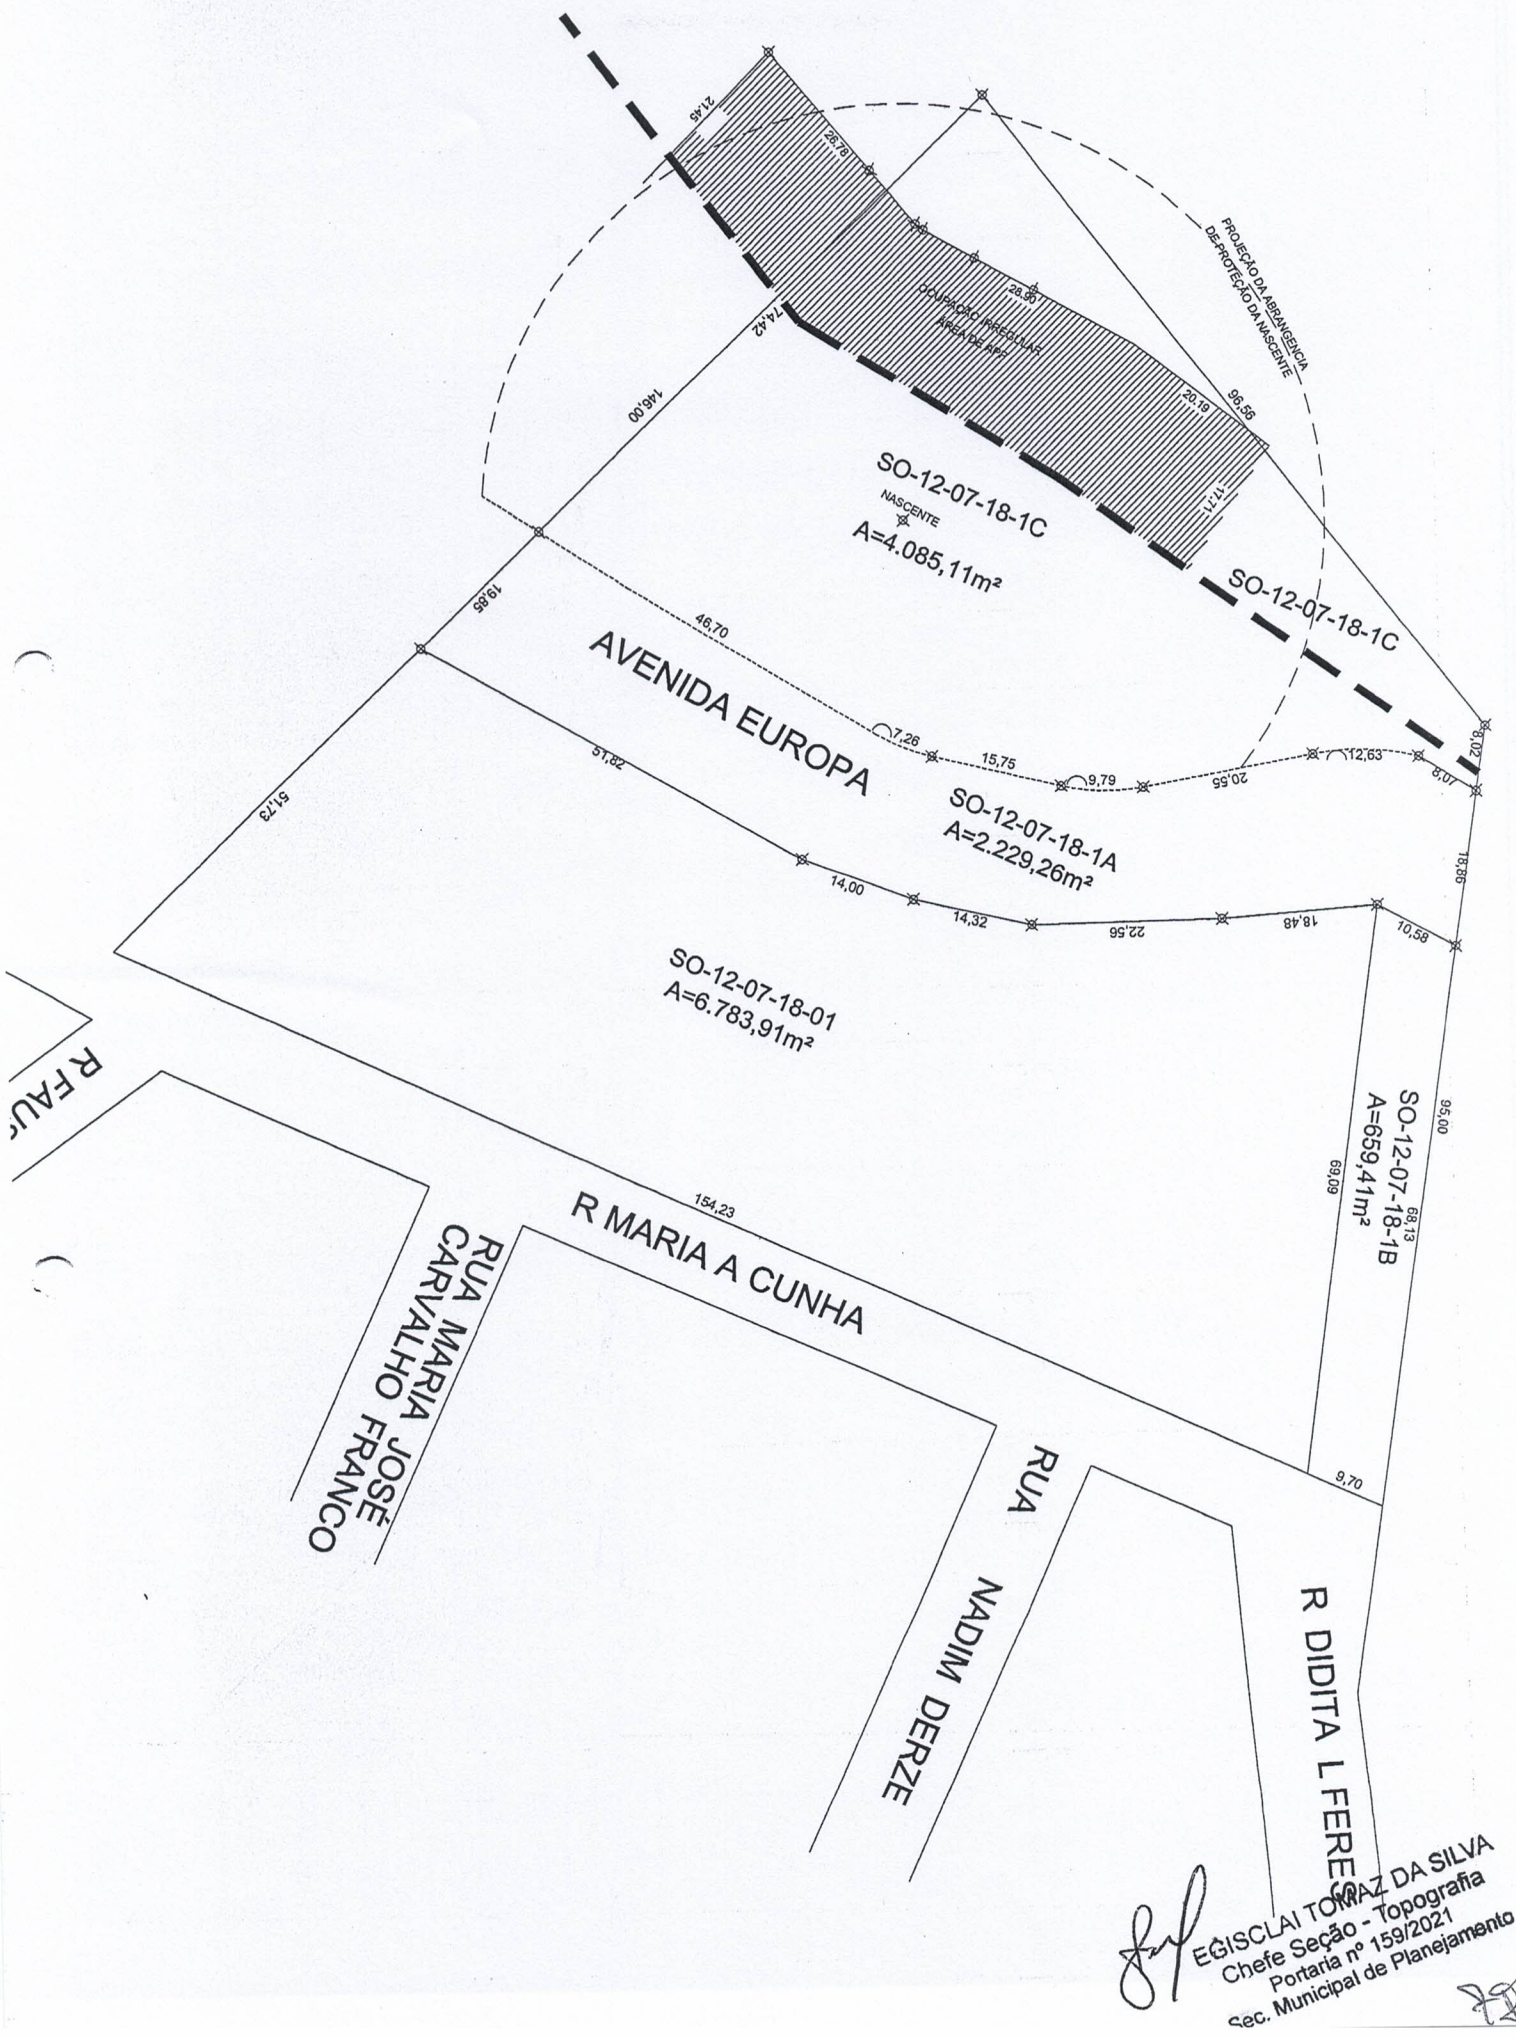 21.45
26.78
PROJEÇÃO DA ABRANGENCIA
DE PROTEÇÃO DA NASCENTE
28.90
OCUPAÇÃO IRREGULAR
ÁREA DE APP
74,42
146,00
20.19
96,56
17.71
SO-12-07-18-1C
NASCENTE
A=4.085,11m²
SO-12-07-18-1C
19,85
46,70
AVENIDA EUROPA
7,26
15,75
9,79
20,55
12,63
8,07
8,02
51,82
51,73
SO-12-07-18-1A
A=2.229,26m²
18,86
14,00
14,32
22,56
18,48
10,58
SO-12-07-18-01
A=6.783,91m²
R FAUS
SO-12-07-18-1B
A=659,41m²
95,00
69,09
68,13
154,23
R MARIA A CUNHA
RUA MARIA JOSÉ
CARVALHO FRANCO
9,70
RUA NADIM DERZE
R DIDITA L FERES
EGISCLAI TOMAZ DA SILVA
Chefe Seção - Topografia
Portaria nº 159/2021
Sec. Municipal de Planejamento